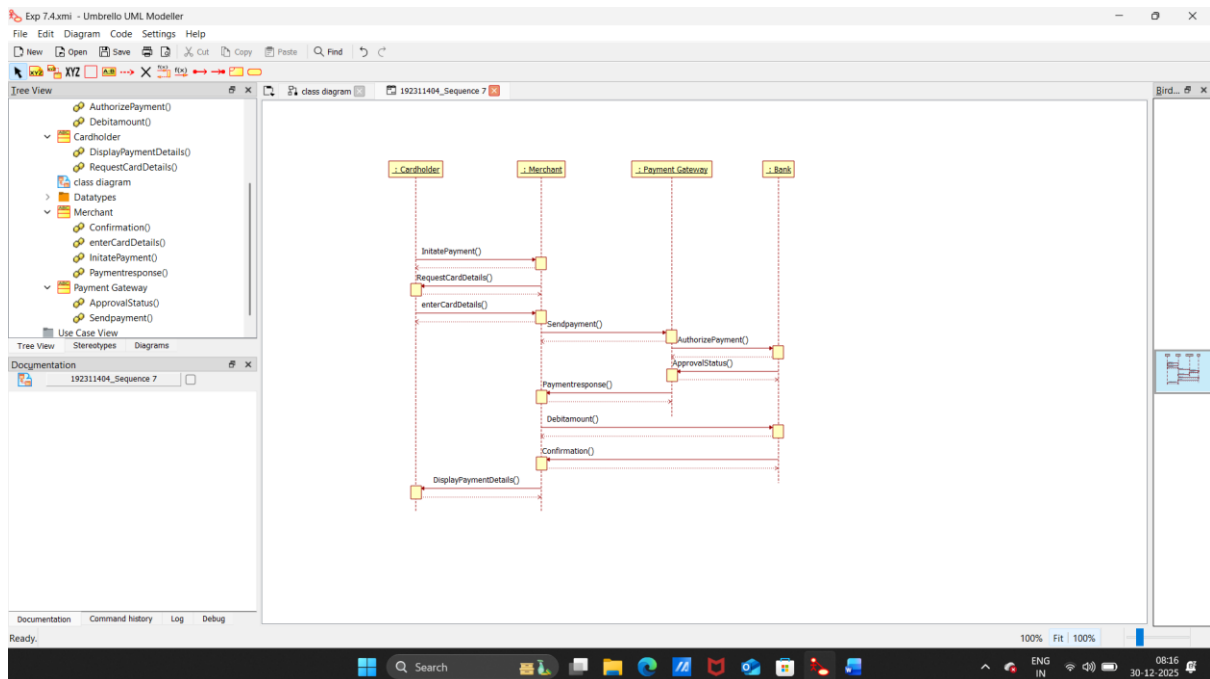 Exp 7.4.xmi - Umbrello UML Modeller
File Edit Diagram Code Settings Help
New Open Save Cut Copy Paste Find
XYZ XYZ A:B f(x) f(x)
Tree View
class diagram 192311404_Sequence 7
Bird...
AuthorizePayment()
Debitamount()
Cardholder
DisplayPaymentDetails()
RequestCardDetails()
class diagram
Datatypes
Merchant
Confirmation()
enterCardDetails()
InitatePayment()
Paymentresponse()
Payment Gateway
ApprovalStatus()
Sendpayment()
Use Case View
Tree View Stereotypes Diagrams
Documentation
192311404_Sequence 7
: Cardholder : Merchant : Payment Gateway : Bank
InitatePayment()
RequestCardDetails()
enterCardDetails()
Sendpayment()
AuthorizePayment()
ApprovalStatus()
Paymentresponse()
Debitamount()
Confirmation()
DisplayPaymentDetails()
Documentation Command history Log Debug
Ready.
100% Fit 100%
Search
ENG
IN
08:16
30-12-2025